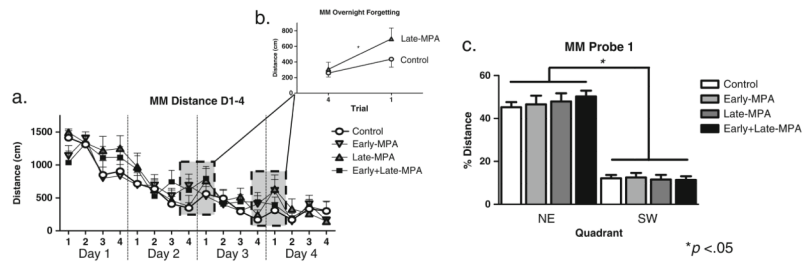 b.
MM Overnight Forgetting
Distance (cm)
800
600
400
200
0
*
Late-MPA
Control
4 1
Trial
a.
MM Distance D1-4
Distance (cm)
1500
1000
500
0
Control
Early-MPA
Late-MPA
Early+Late-MPA
1 2 3 4 1 2 3 4 1 2 3 4 1 2 3 4
Day 1 Day 2 Day 3 Day 4
c.
MM Probe 1
% Distance
60
40
20
0
*
Control
Early-MPA
Late-MPA
Early+Late-MPA
NE SW
Quadrant
*p <.05